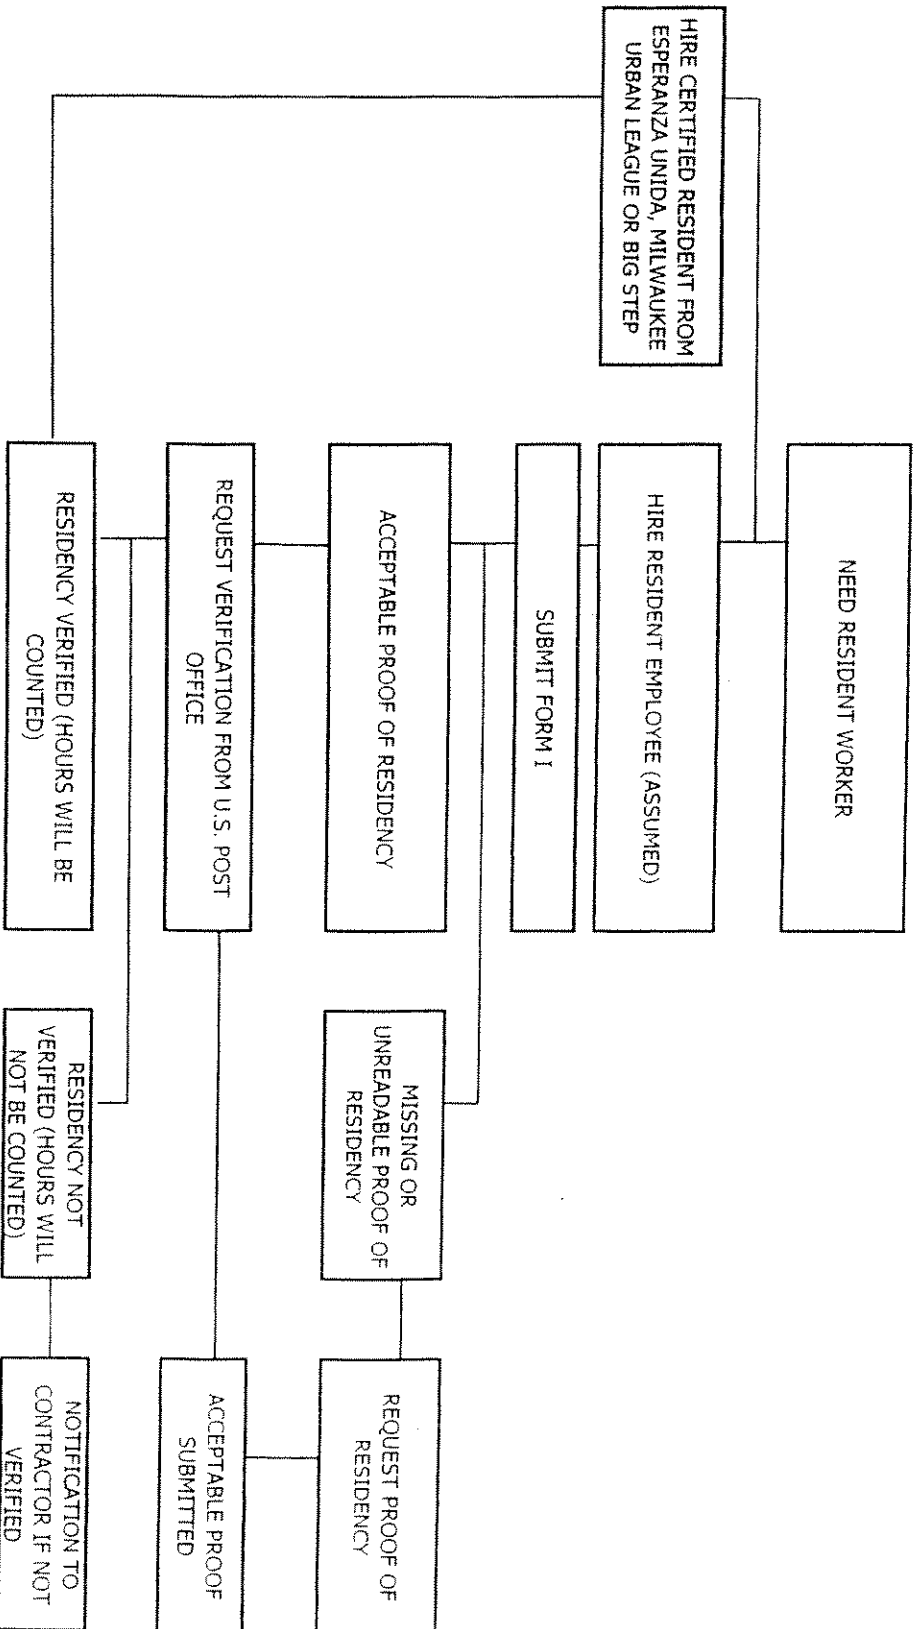 NEED RESIDENT WORKER
HIRE CERTIFIED RESIDENT FROM
ESPERANZA UNIDA, MILWAUKEE
URBAN LEAGUE OR BIG STEP
HIRE RESIDENT EMPLOYEE (ASSUMED)
SUBMIT FORM I
ACCEPTABLE PROOF OF RESIDENCY
MISSING OR
UNREADABLE PROOF OF
RESIDENCY
REQUEST PROOF OF
RESIDENCY
REQUEST VERIFICATION FROM U.S. POST
OFFICE
ACCEPTABLE PROOF
SUBMITTED
RESIDENCY VERIFIED (HOURS WILL BE
COUNTED)
RESIDENCY NOT
VERIFIED (HOURS WILL
NOT BE COUNTED)
NOTIFICATION TO
CONTRACTOR IF NOT
VERIFIED